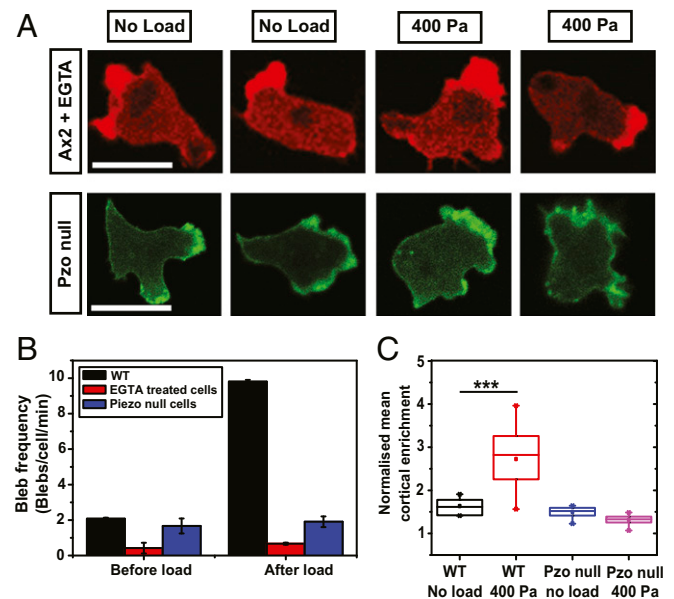 A
No Load
No Load
400 Pa
400 Pa
Ax2 + EGTA
Pzo null
B
Bleb frequency
(Blebs/cell/min)
10
8
6
4
2
0
WT
EGTA treated cells
Piezo null cells
Before load
After load
C
Normalised mean
cortical enrichment
5
4
3
2
1
***
WT
No load
WT
400 Pa
Pzo null
no load
Pzo null
400 Pa